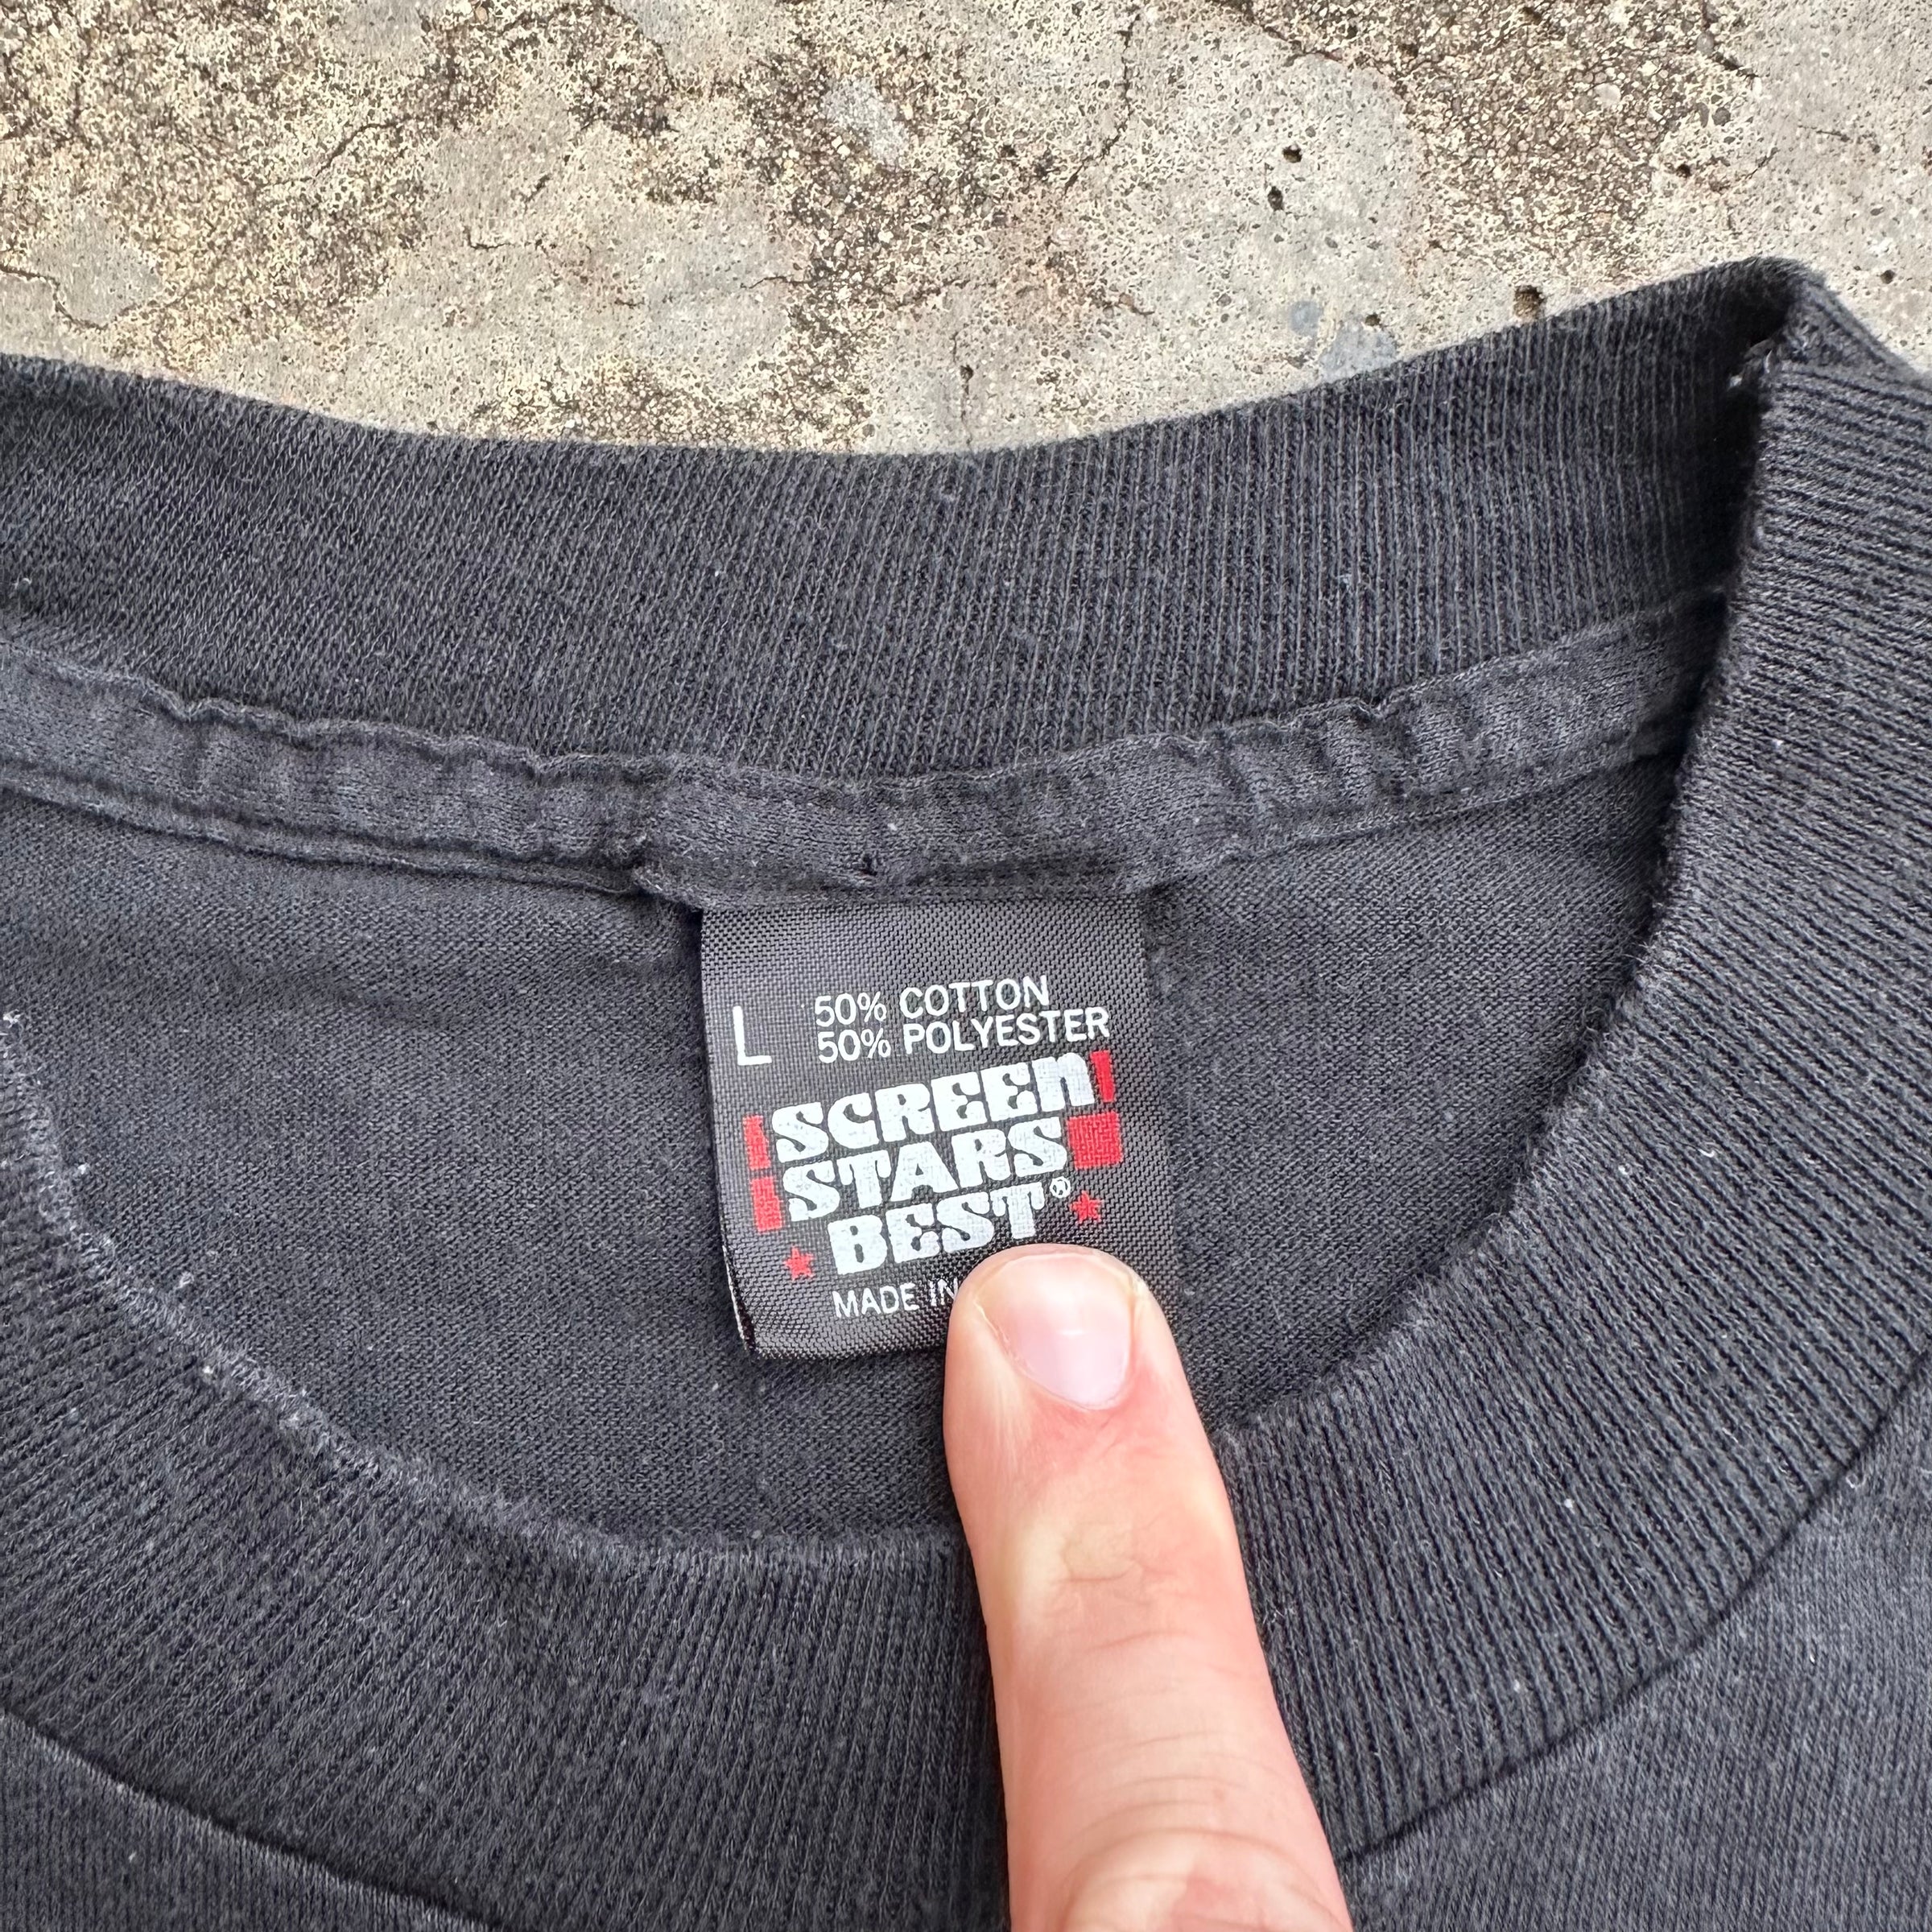 L
50% COTTON
50% POLYESTER
SCREEN
STARS
BEST®
MADE IN